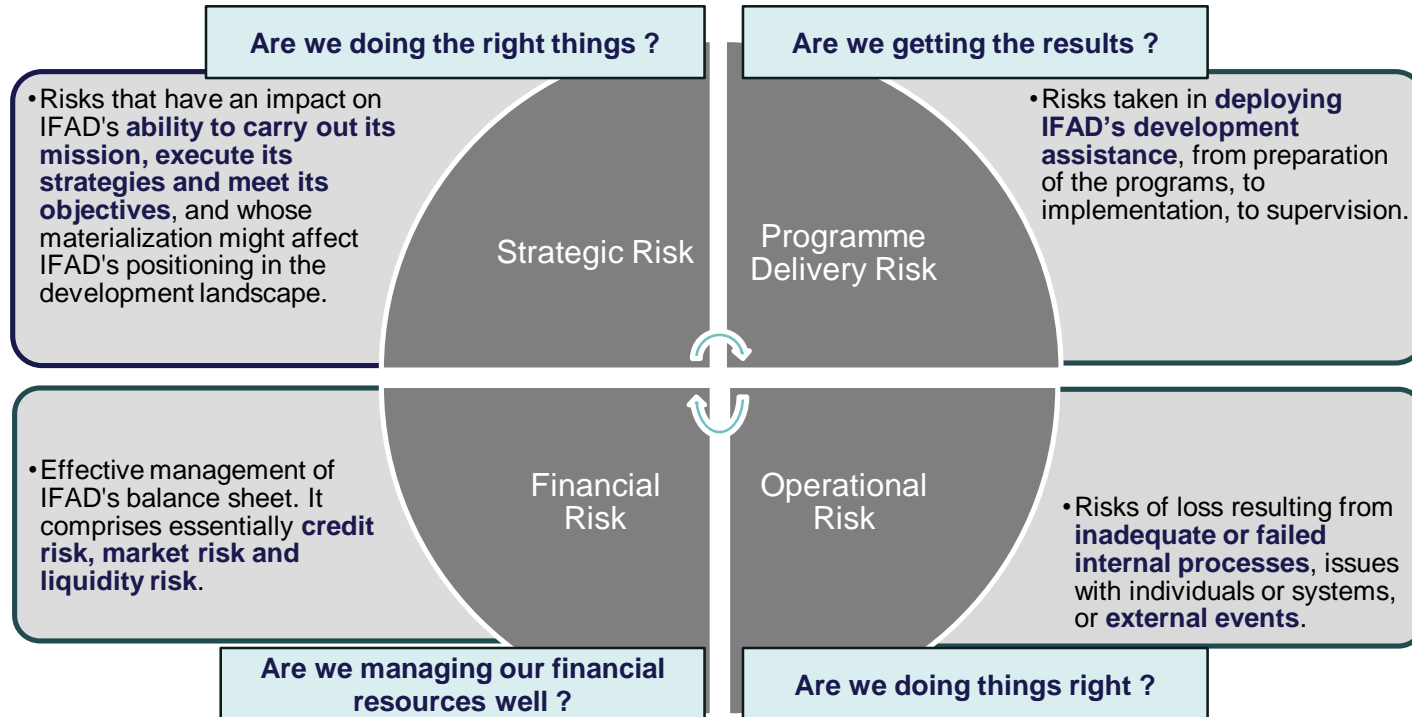 Are we doing the right things ?
•Risks that have an impact on
IFAD's ability to carry out its
mission, execute its
strategies and meet its
objectives, and whose
materialization might affect
IFAD's positioning in the
development landscape.
Strategic Risk
Are we getting the results ?
•Risks taken in deploying
IFAD’s development
assistance, from preparation
of the programs, to
implementation, to supervision.
Programme
Delivery Risk
•Effective management of
IFAD's balance sheet. It
comprises essentially credit
risk, market risk and
liquidity risk.
Financial
Risk
Are we managing our financial
resources well ?
Operational
Risk
•Risks of loss resulting from
inadequate or failed
internal processes, issues
with individuals or systems,
or external events.
Are we doing things right ?